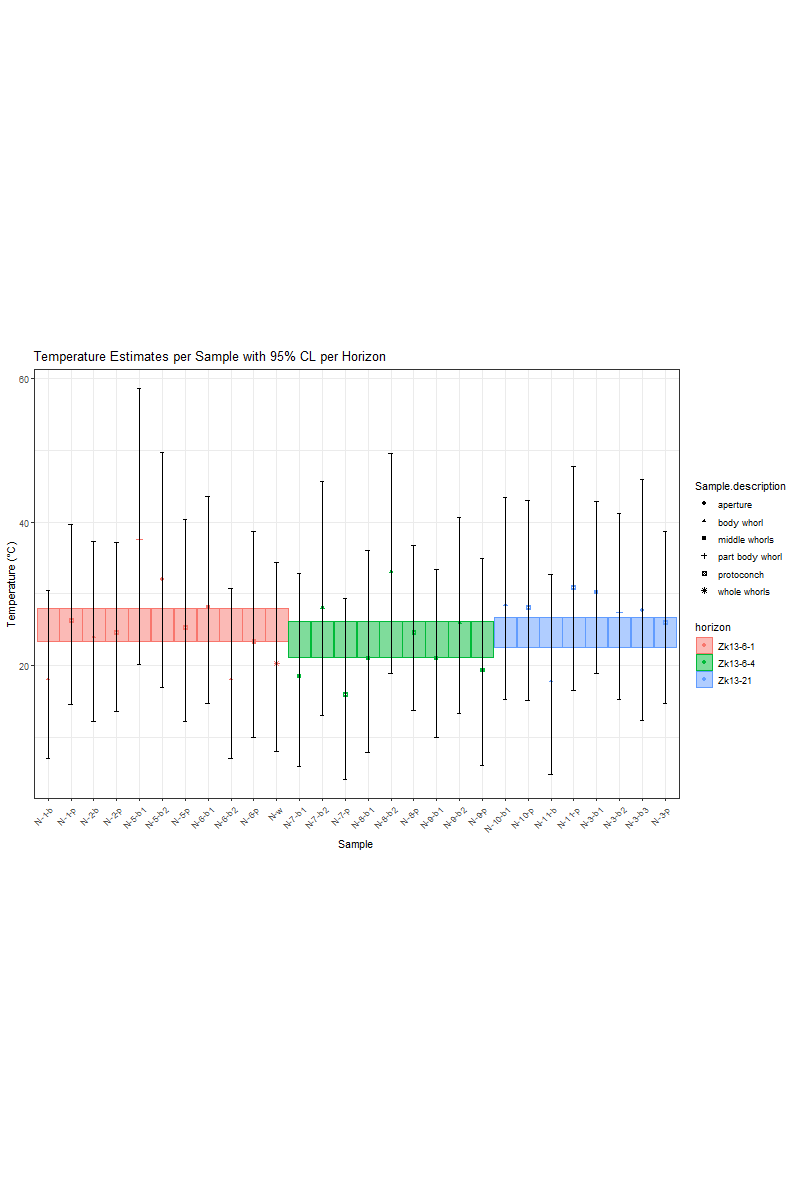 Temperature Estimates per Sample with 95% CL per Horizon
60
40
20
Temperature (°C)
N-1-b
N-1-p
N-2-b
N-2-p
N-5-b1
N-5-b2
N-5-p
N-6-b1
N-6-b2
N-6-p
N-w
N-7-b1
N-7-b2
N-7-p
N-8-b1
N-8-b2
N-8-p
N-9-b1
N-9-b2
N-9-p
N-10-b1
N-10-p
N-11-b
N-11-p
N-3-b1
N-3-b2
N-3-b3
N-3-p
Sample
Sample.description
aperture
body whorl
middle whorls
part body whorl
protoconch
whole whorls
horizon
Zk13-6-1
Zk13-6-4
Zk13-21